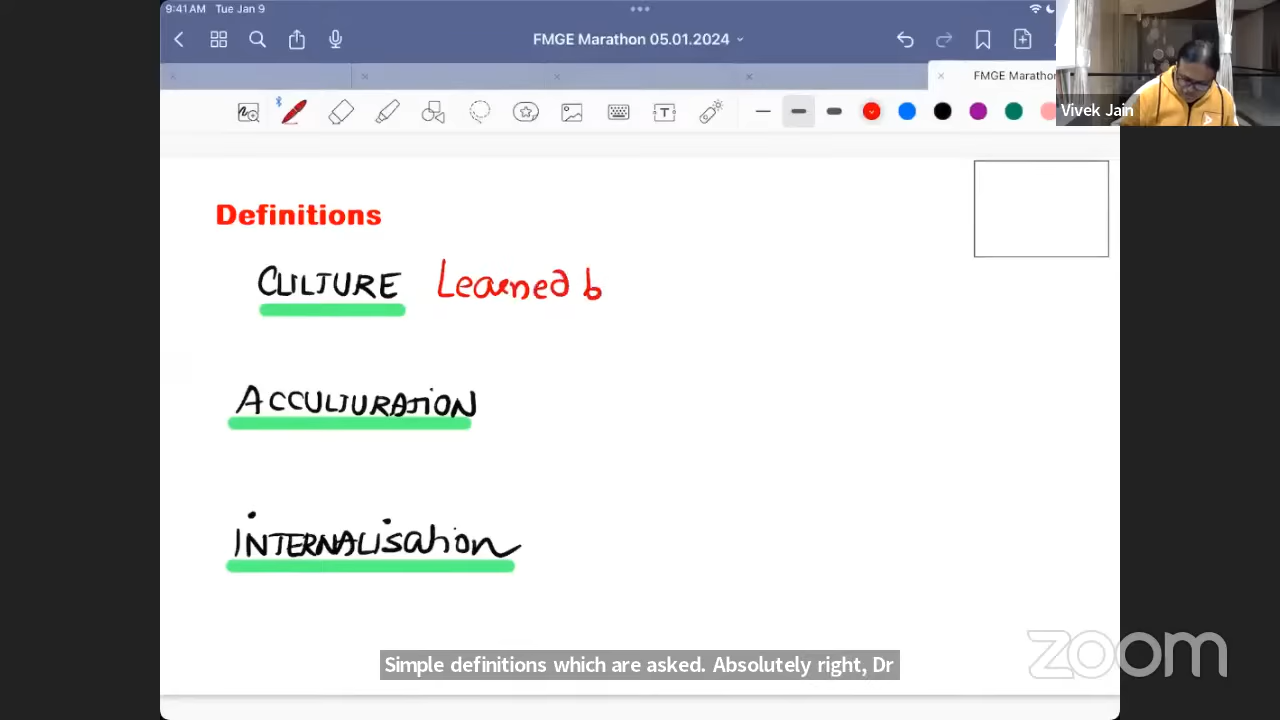 9:41 AM Tue Jan 9
FMGE Marathon 05.01.2024
FMGE Marathon
T
Vivek Jain
Definitions
CULTURE Learned b
ACCULTURATION
INTERNALISATION
Simple definitions which are asked. Absolutely right, Dr
zoom